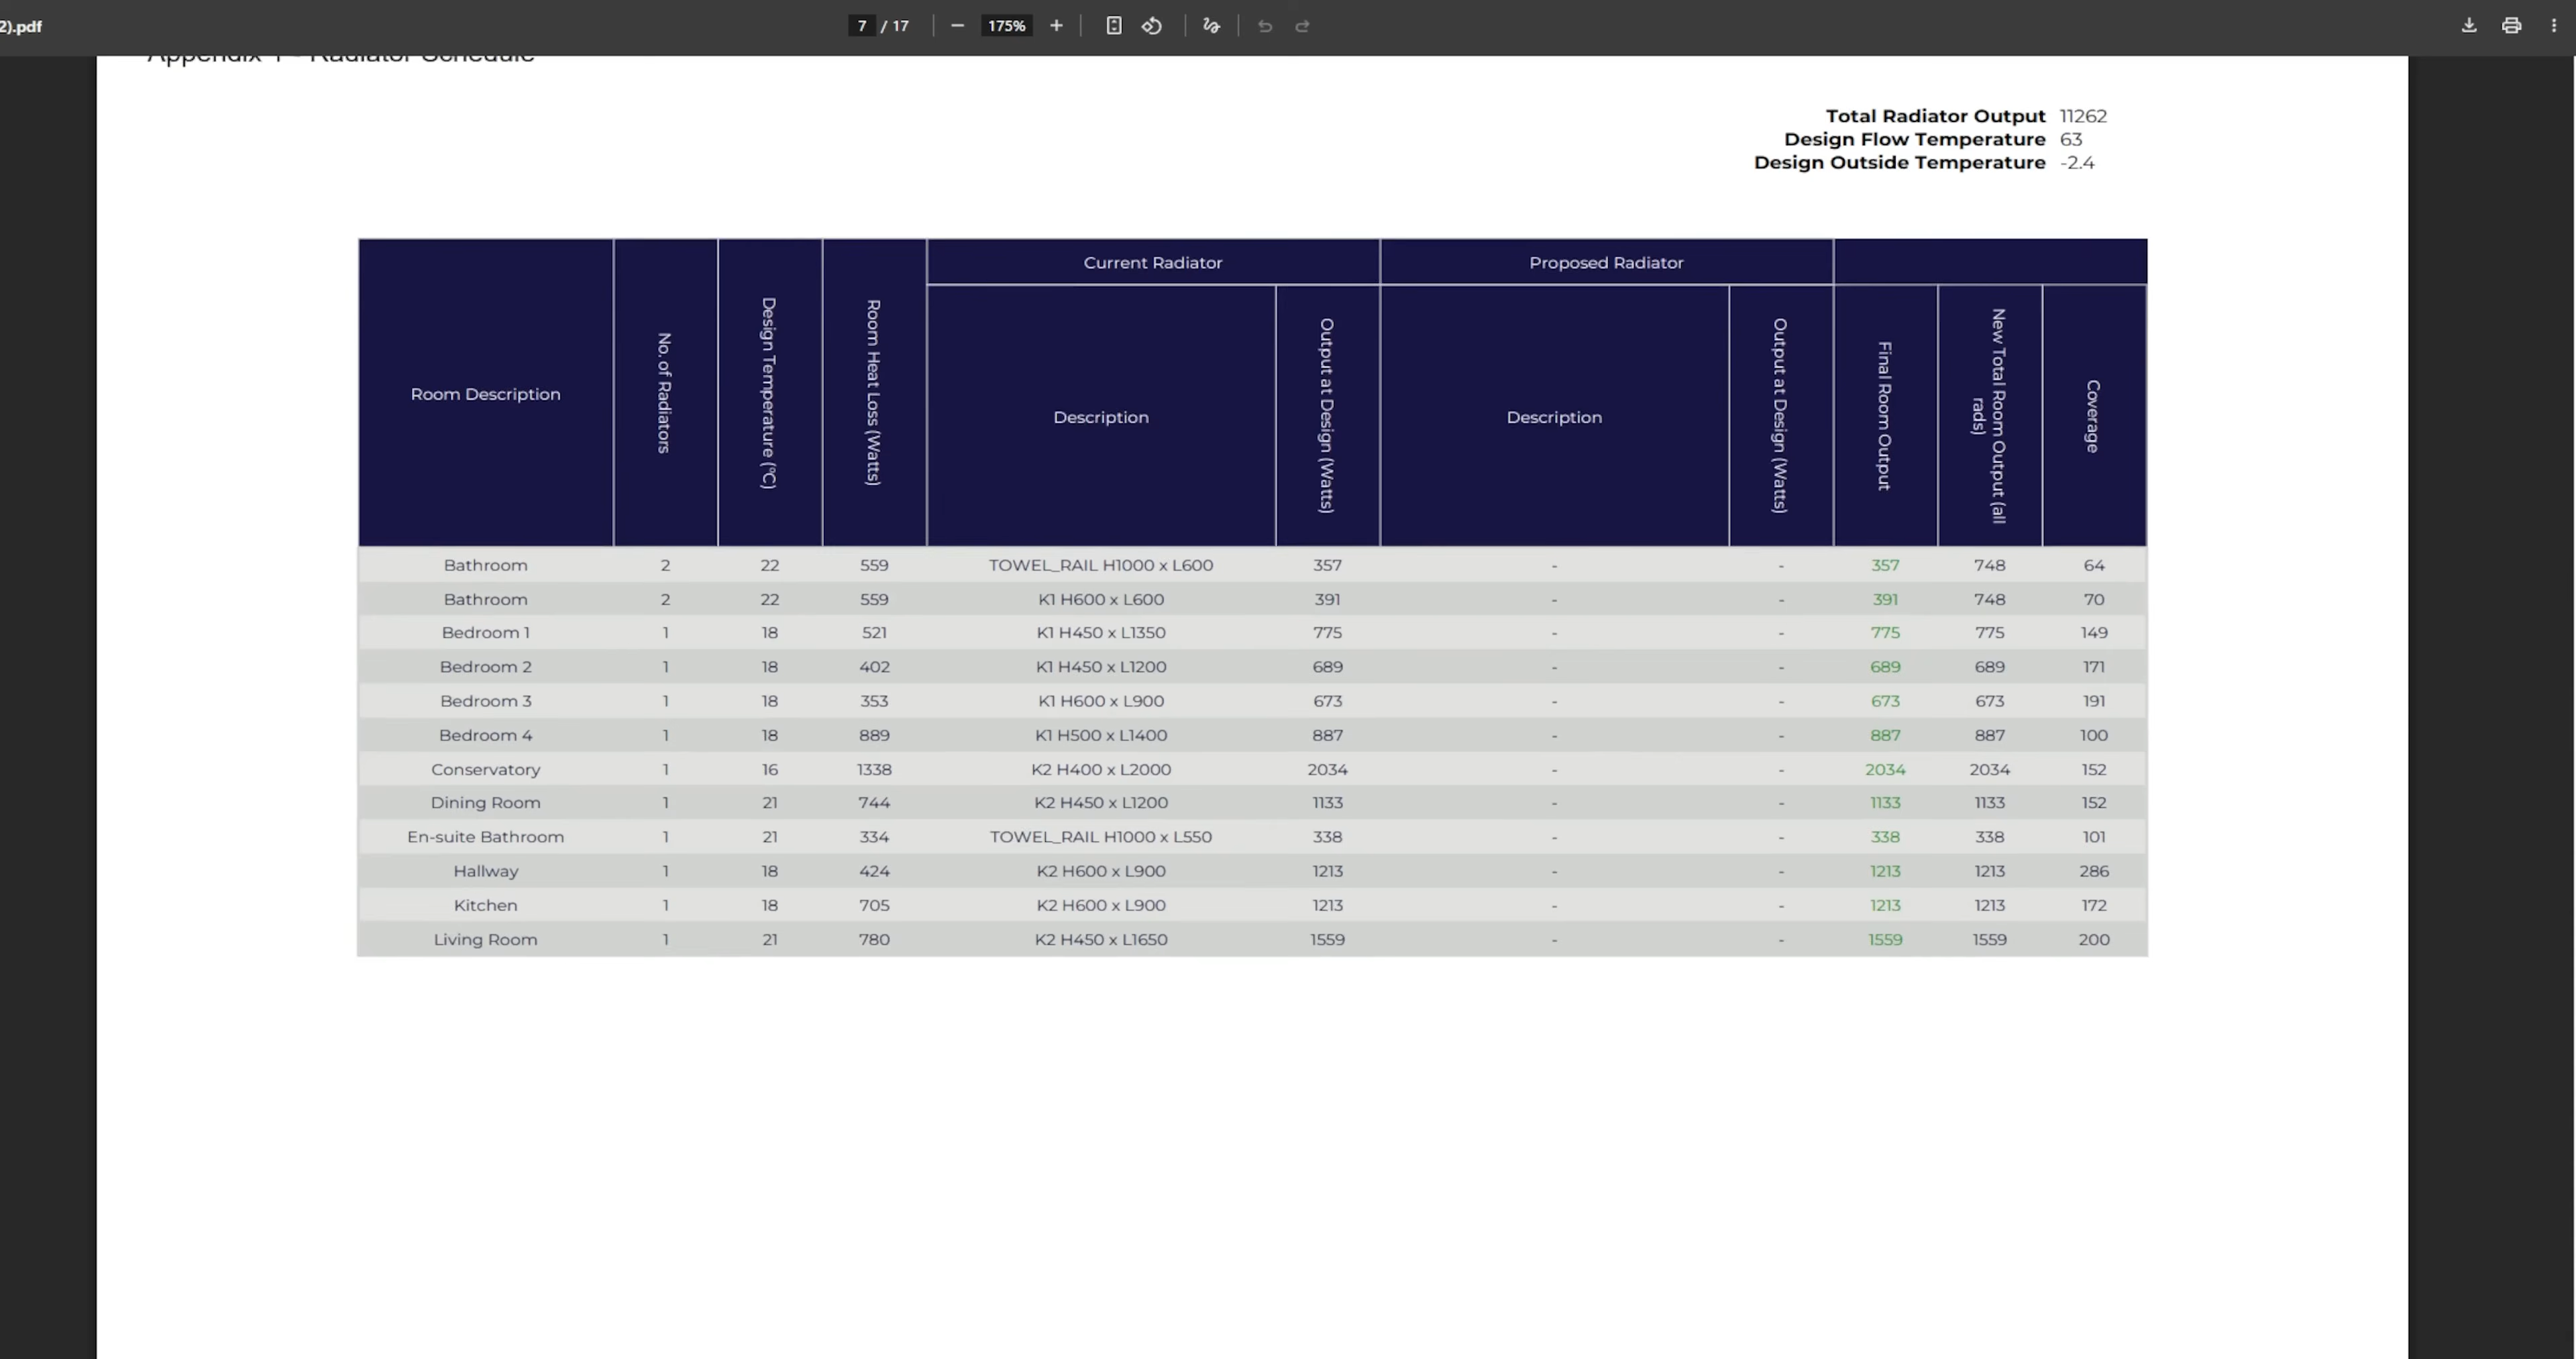 2).pdf
7 / 17
175%
Appendix 1 - Radiator Schedule
Total Radiator Output 11262
Design Flow Temperature 63
Design Outside Temperature -2.4
Current Radiator Proposed Radiator
Room Description No. of Radiators Design Temperature (°C) Room Heat Loss (Watts) Description Output at Design (Watts) Description Output at Design (Watts) Final Room Output New Total Room Output (all rads) Coverage
Bathroom 2 22 559 TOWEL_RAIL H1000 x L600 357 - - 357 748 64
Bathroom 2 22 559 K1 H600 x L600 391 - - 391 748 70
Bedroom 1 1 18 521 K1 H450 x L1350 775 - - 775 775 149
Bedroom 2 1 18 402 K1 H450 x L1200 689 - - 689 689 171
Bedroom 3 1 18 353 K1 H600 x L900 673 - - 673 673 191
Bedroom 4 1 18 889 K1 H500 x L1400 887 - - 887 887 100
Conservatory 1 16 1338 K2 H400 x L2000 2034 - - 2034 2034 152
Dining Room 1 21 744 K2 H450 x L1200 1133 - - 1133 1133 152
En-suite Bathroom 1 21 334 TOWEL_RAIL H1000 x L550 338 - - 338 338 101
Hallway 1 18 424 K2 H600 x L900 1213 - - 1213 1213 286
Kitchen 1 18 705 K2 H600 x L900 1213 - - 1213 1213 172
Living Room 1 21 780 K2 H450 x L1650 1559 - - 1559 1559 200